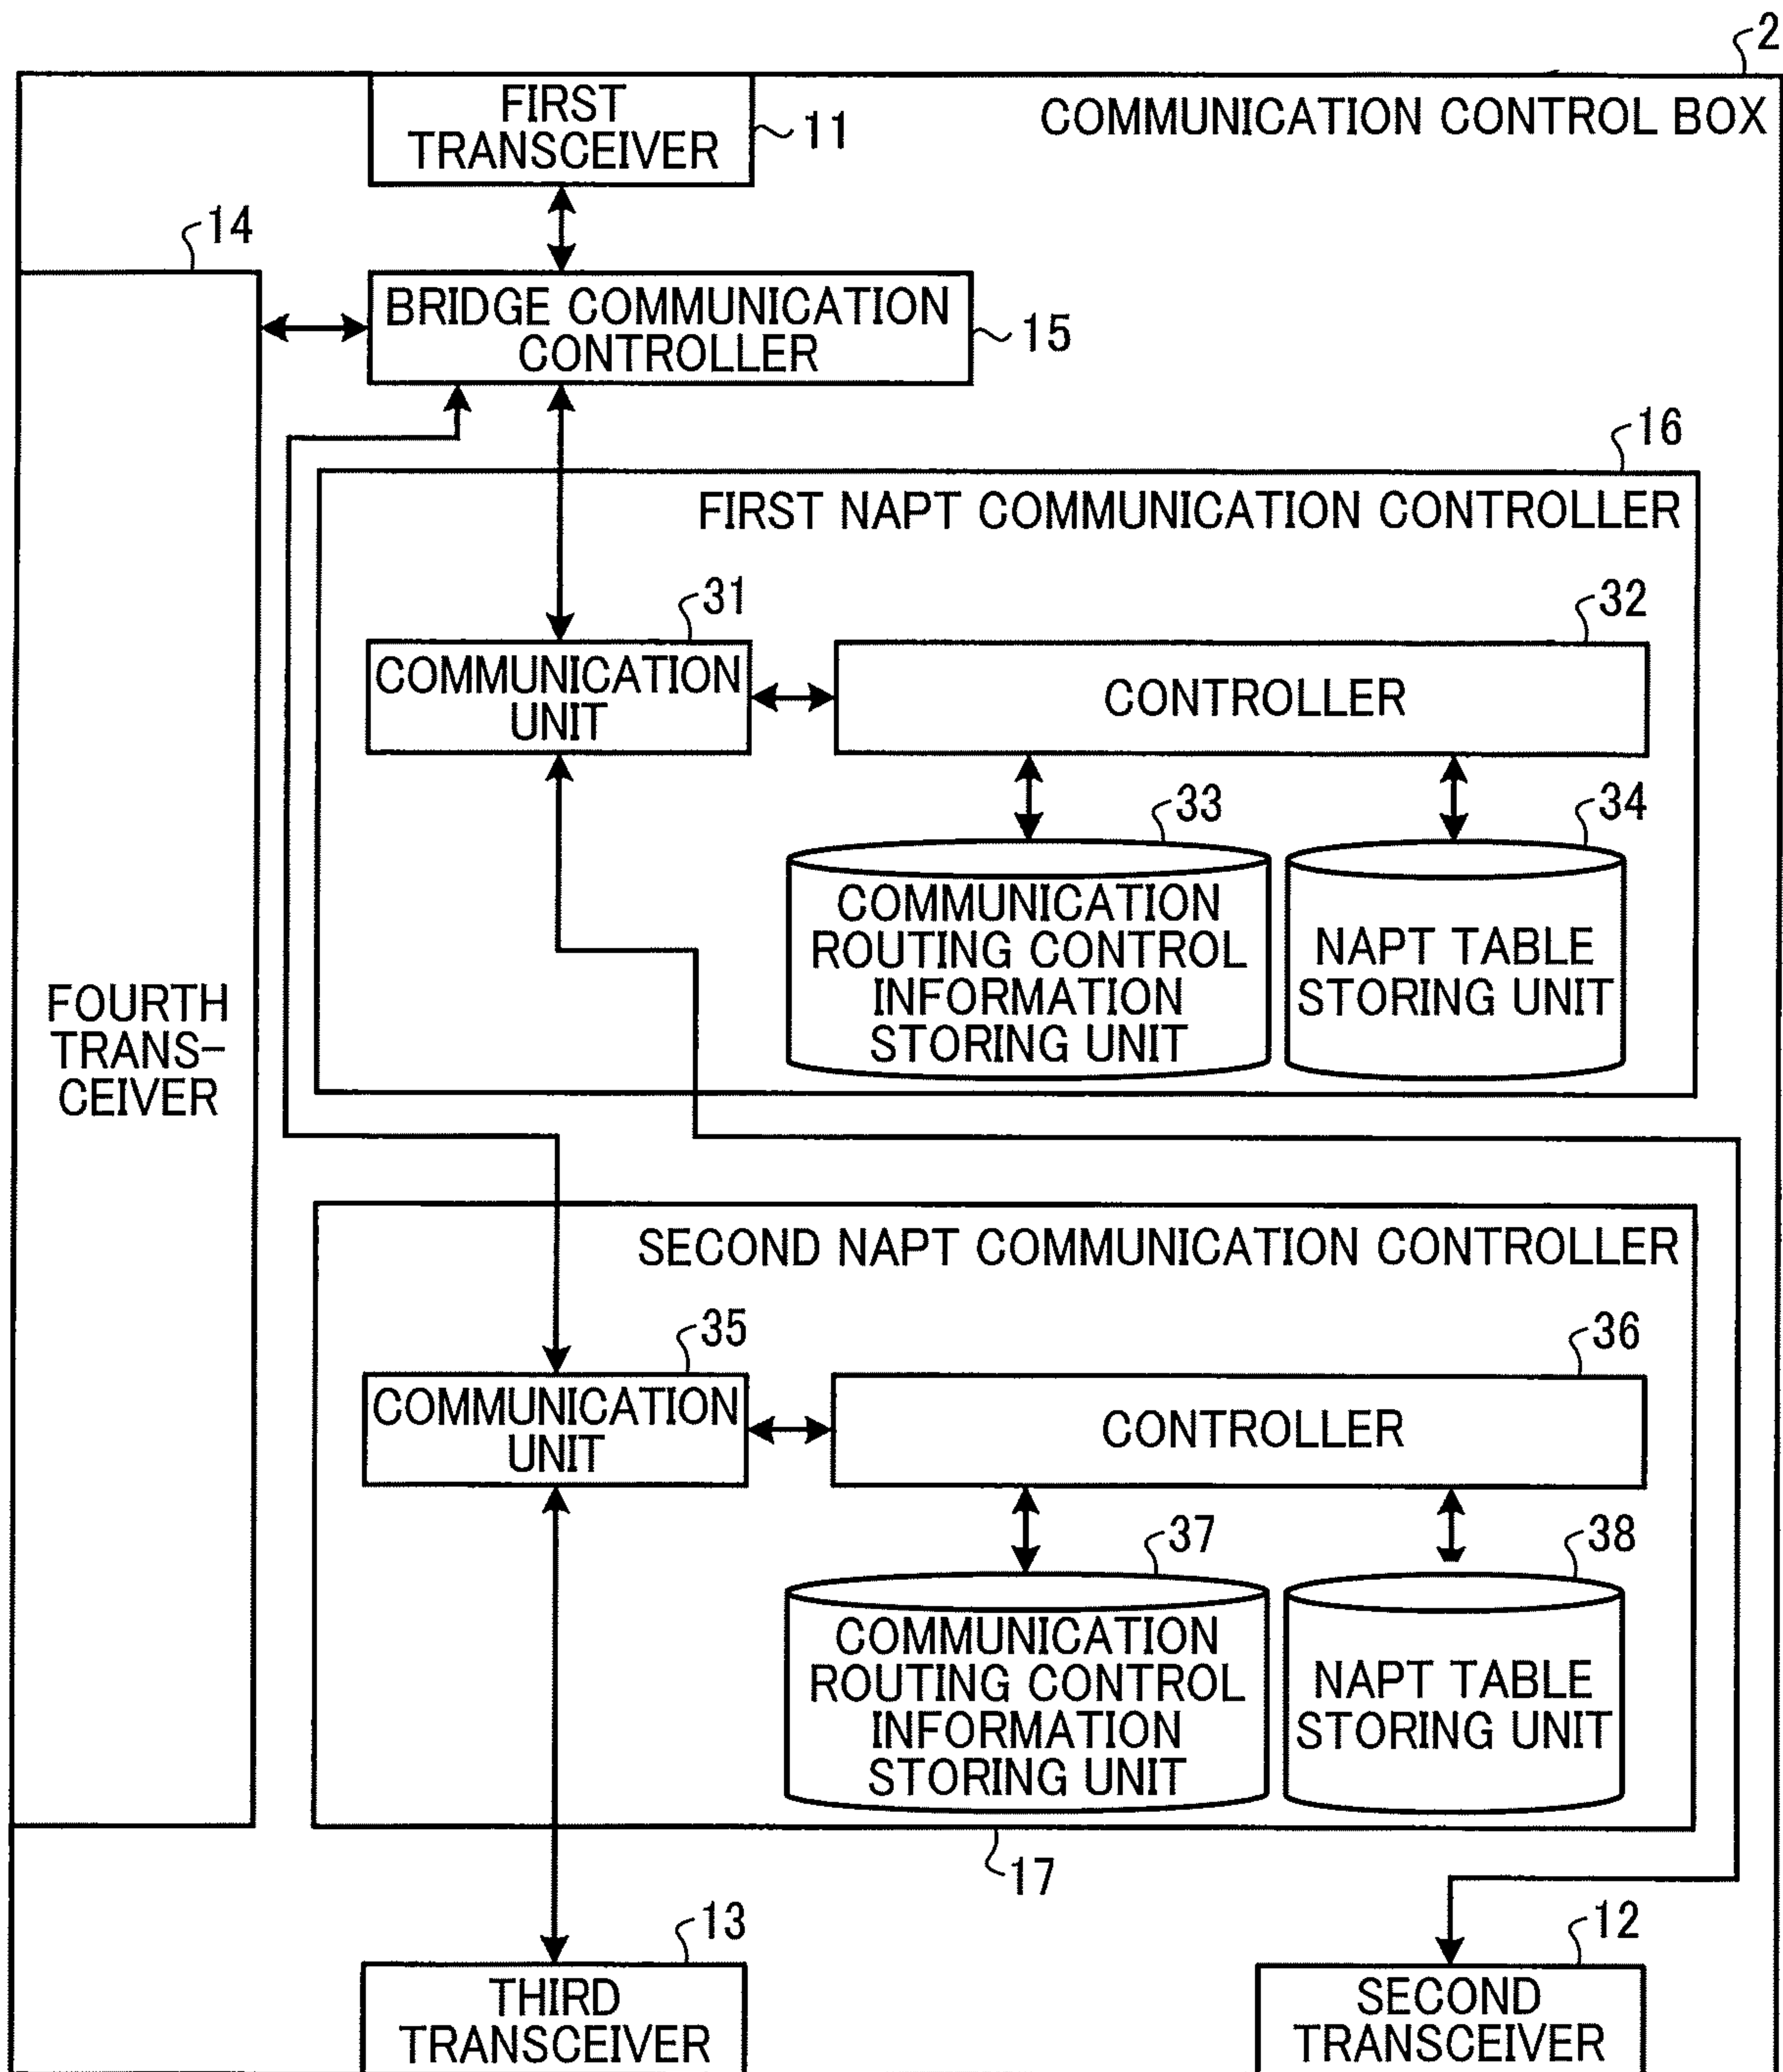 2
COMMUNICATION CONTROL BOX
FIRST
TRANSCEIVER
11
14
BRIDGE COMMUNICATION
CONTROLLER
15
16
FIRST NAPT COMMUNICATION CONTROLLER
31
32
COMMUNICATION
UNIT
CONTROLLER
33
34
COMMUNICATION
ROUTING CONTROL
INFORMATION
STORING UNIT
NAPT TABLE
STORING UNIT
FOURTH
TRANS-
CEIVER
SECOND NAPT COMMUNICATION CONTROLLER
35
36
COMMUNICATION
UNIT
CONTROLLER
37
38
COMMUNICATION
ROUTING CONTROL
INFORMATION
STORING UNIT
NAPT TABLE
STORING UNIT
17
13
12
THIRD
TRANSCEIVER
SECOND
TRANSCEIVER